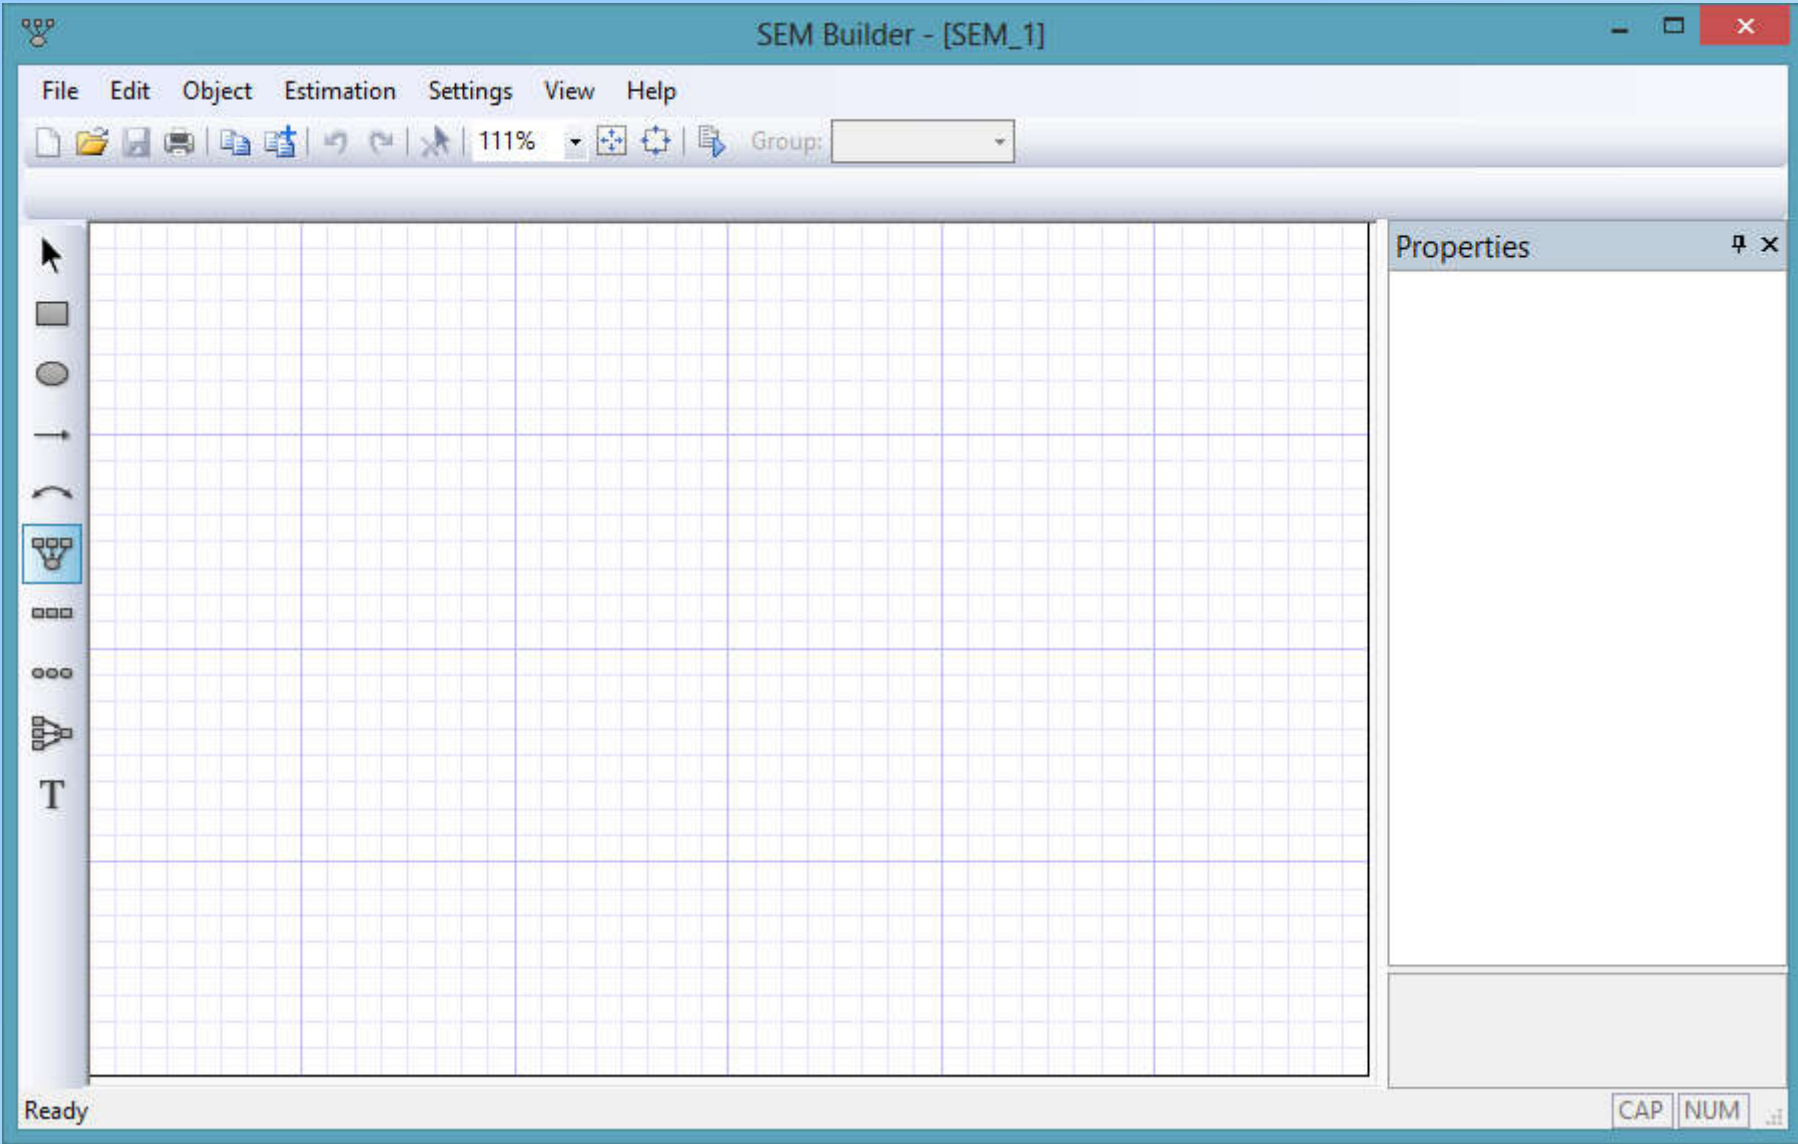 SEM Builder - [SEM_1]
File Edit Object Estimation Settings View Help
111% Group:
Properties
T
Ready
CAP NUM